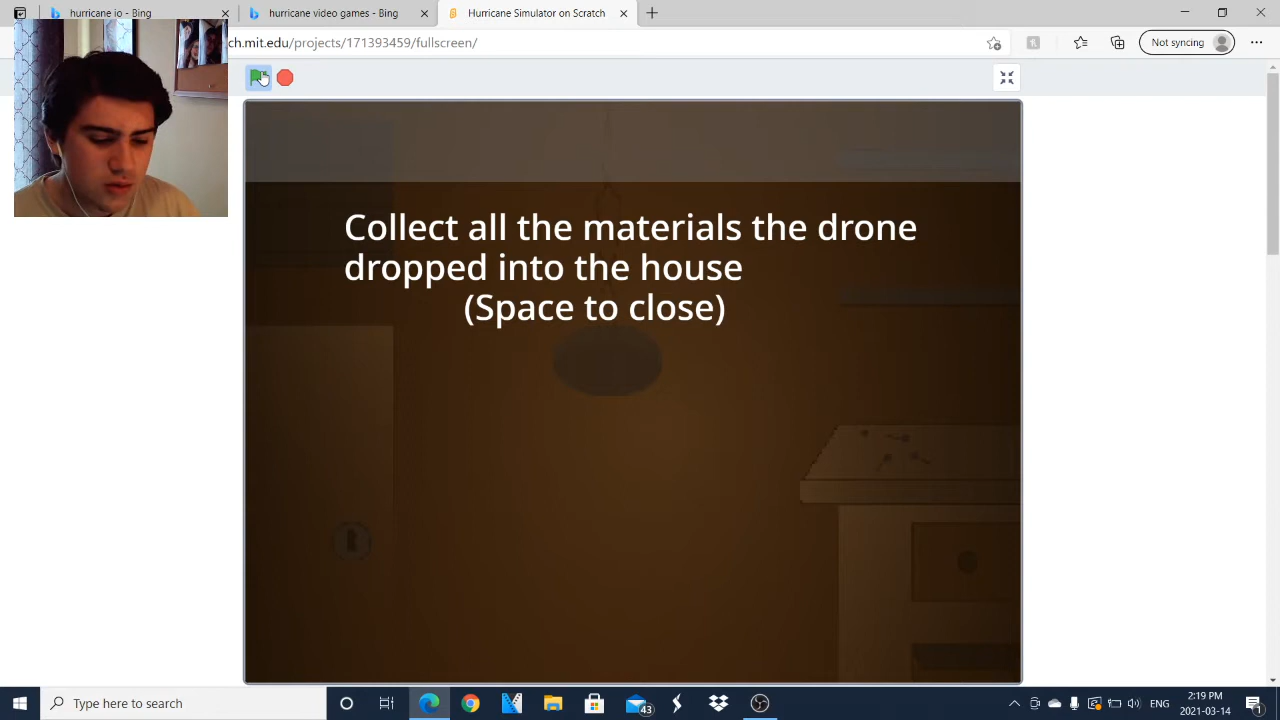 hurricane io - Bing
hurricane video games - Bing
Hurricane Simulator on Scratch
ch.mit.edu/projects/171393459/fullscreen/
Not syncing
Collect all the materials the drone
dropped into the house
(Space to close)
Type here to search
43
ENG
2:19 PM
2021-03-14
1